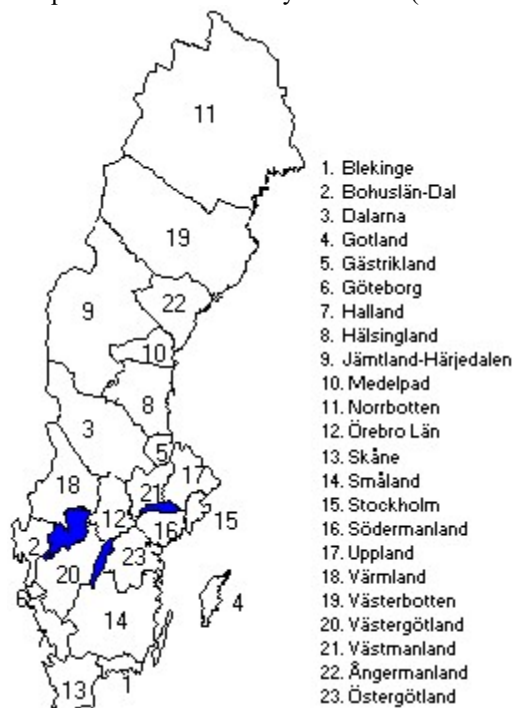 11
19
22
9
10
8
3
5
17
18
21
15
12
16
2
23
20
6
4
14
13
1
1. Blekinge
2. Bohuslän-Dal
3. Dalarna
4. Gotland
5. Gästrikland
6. Göteborg
7. Halland
8. Hälsingland
9. Jämtland-Härjedalen
10. Medelpad
11. Norrbotten
12. Örebro Län
13. Skåne
14. Småland
15. Stockholm
16. Södermanland
17. Uppland
18. Värmland
19. Västerbotten
20. Västergötland
21. Västmanland
22. Ångermanland
23. Östergötland